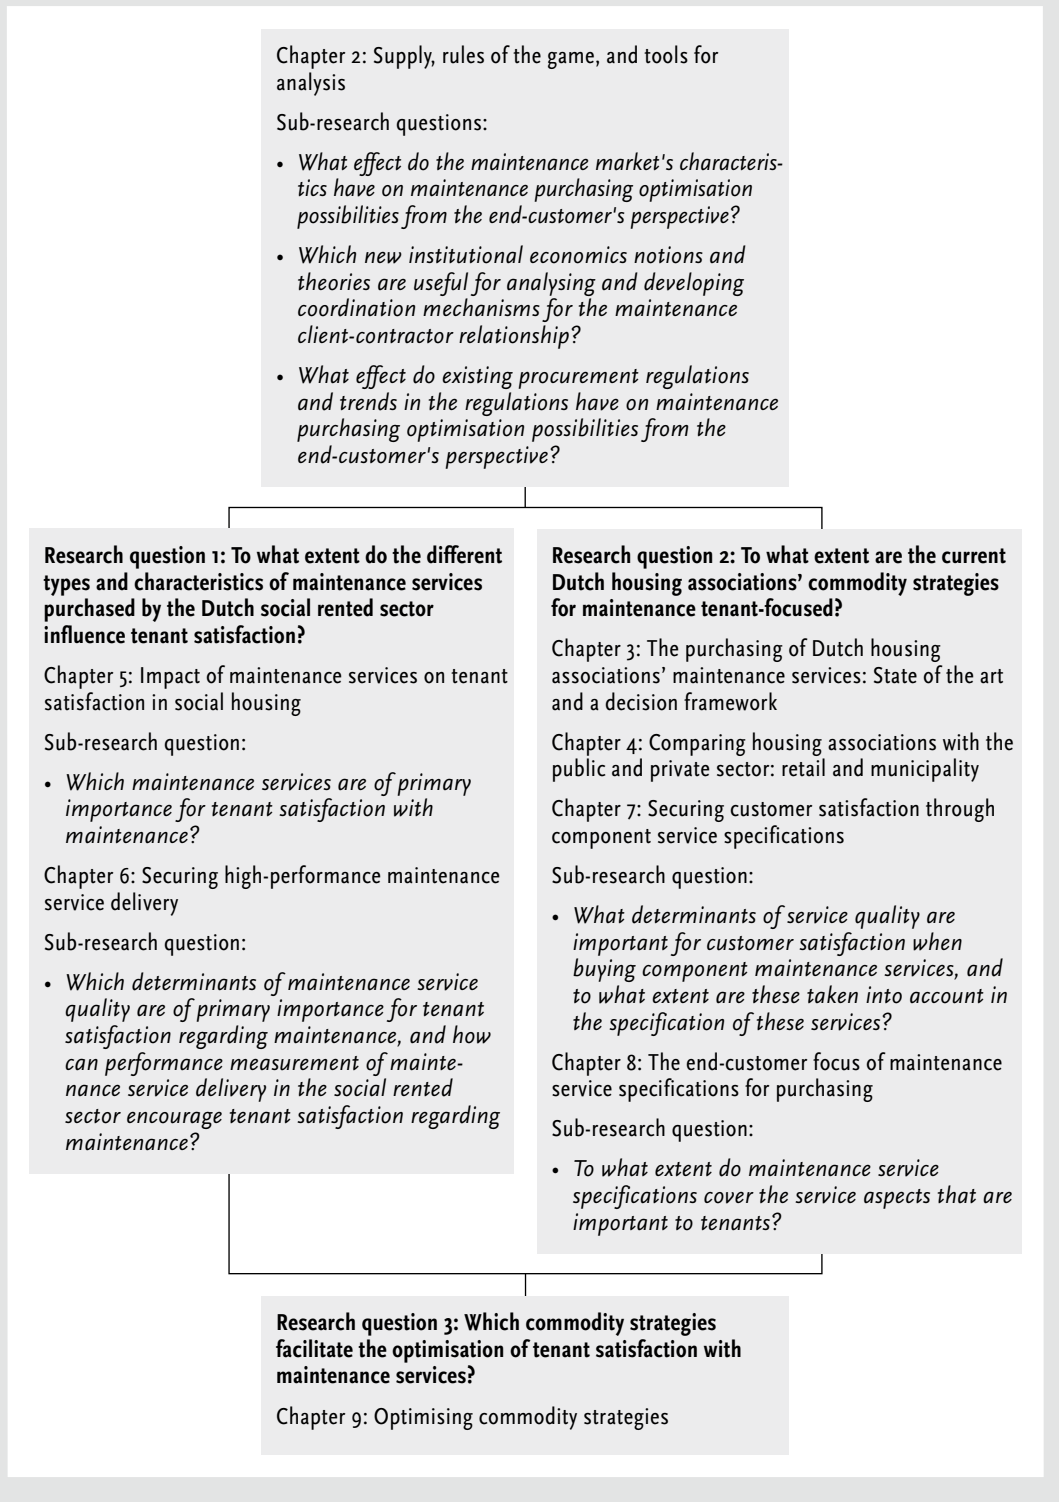 Chapter 2: Supply, rules of the game, and tools for
analysis
Sub-research questions:
• What effect do the maintenance market's characteris-
tics have on maintenance purchasing optimisation
possibilities from the end-customer's perspective?
• Which new institutional economics notions and
theories are useful for analysing and developing
coordination mechanisms for the maintenance
client-contractor relationship?
• What effect do existing procurement regulations
and trends in the regulations have on maintenance
purchasing optimisation possibilities from the
end-customer's perspective?
Research question 1: To what extent do the different
types and characteristics of maintenance services
purchased by the Dutch social rented sector
influence tenant satisfaction?
Chapter 5: Impact of maintenance services on tenant
satisfaction in social housing
Sub-research question:
• Which maintenance services are of primary
importance for tenant satisfaction with
maintenance?
Chapter 6: Securing high-performance maintenance
service delivery
Sub-research question:
• Which determinants of maintenance service
quality are of primary importance for tenant
satisfaction regarding maintenance, and how
can performance measurement of mainte-
nance service delivery in the social rented
sector encourage tenant satisfaction regarding
maintenance?
Research question 2: To what extent are the current
Dutch housing associations’ commodity strategies
for maintenance tenant-focused?
Chapter 3: The purchasing of Dutch housing
associations’ maintenance services: State of the art
and a decision framework
Chapter 4: Comparing housing associations with the
public and private sector: retail and municipality
Chapter 7: Securing customer satisfaction through
component service specifications
Sub-research question:
• What determinants of service quality are
important for customer satisfaction when
buying component maintenance services, and
to what extent are these taken into account in
the specification of these services?
Chapter 8: The end-customer focus of maintenance
service specifications for purchasing
Sub-research question:
• To what extent do maintenance service
specifications cover the service aspects that are
important to tenants?
Research question 3: Which commodity strategies
facilitate the optimisation of tenant satisfaction with
maintenance services?
Chapter 9: Optimising commodity strategies